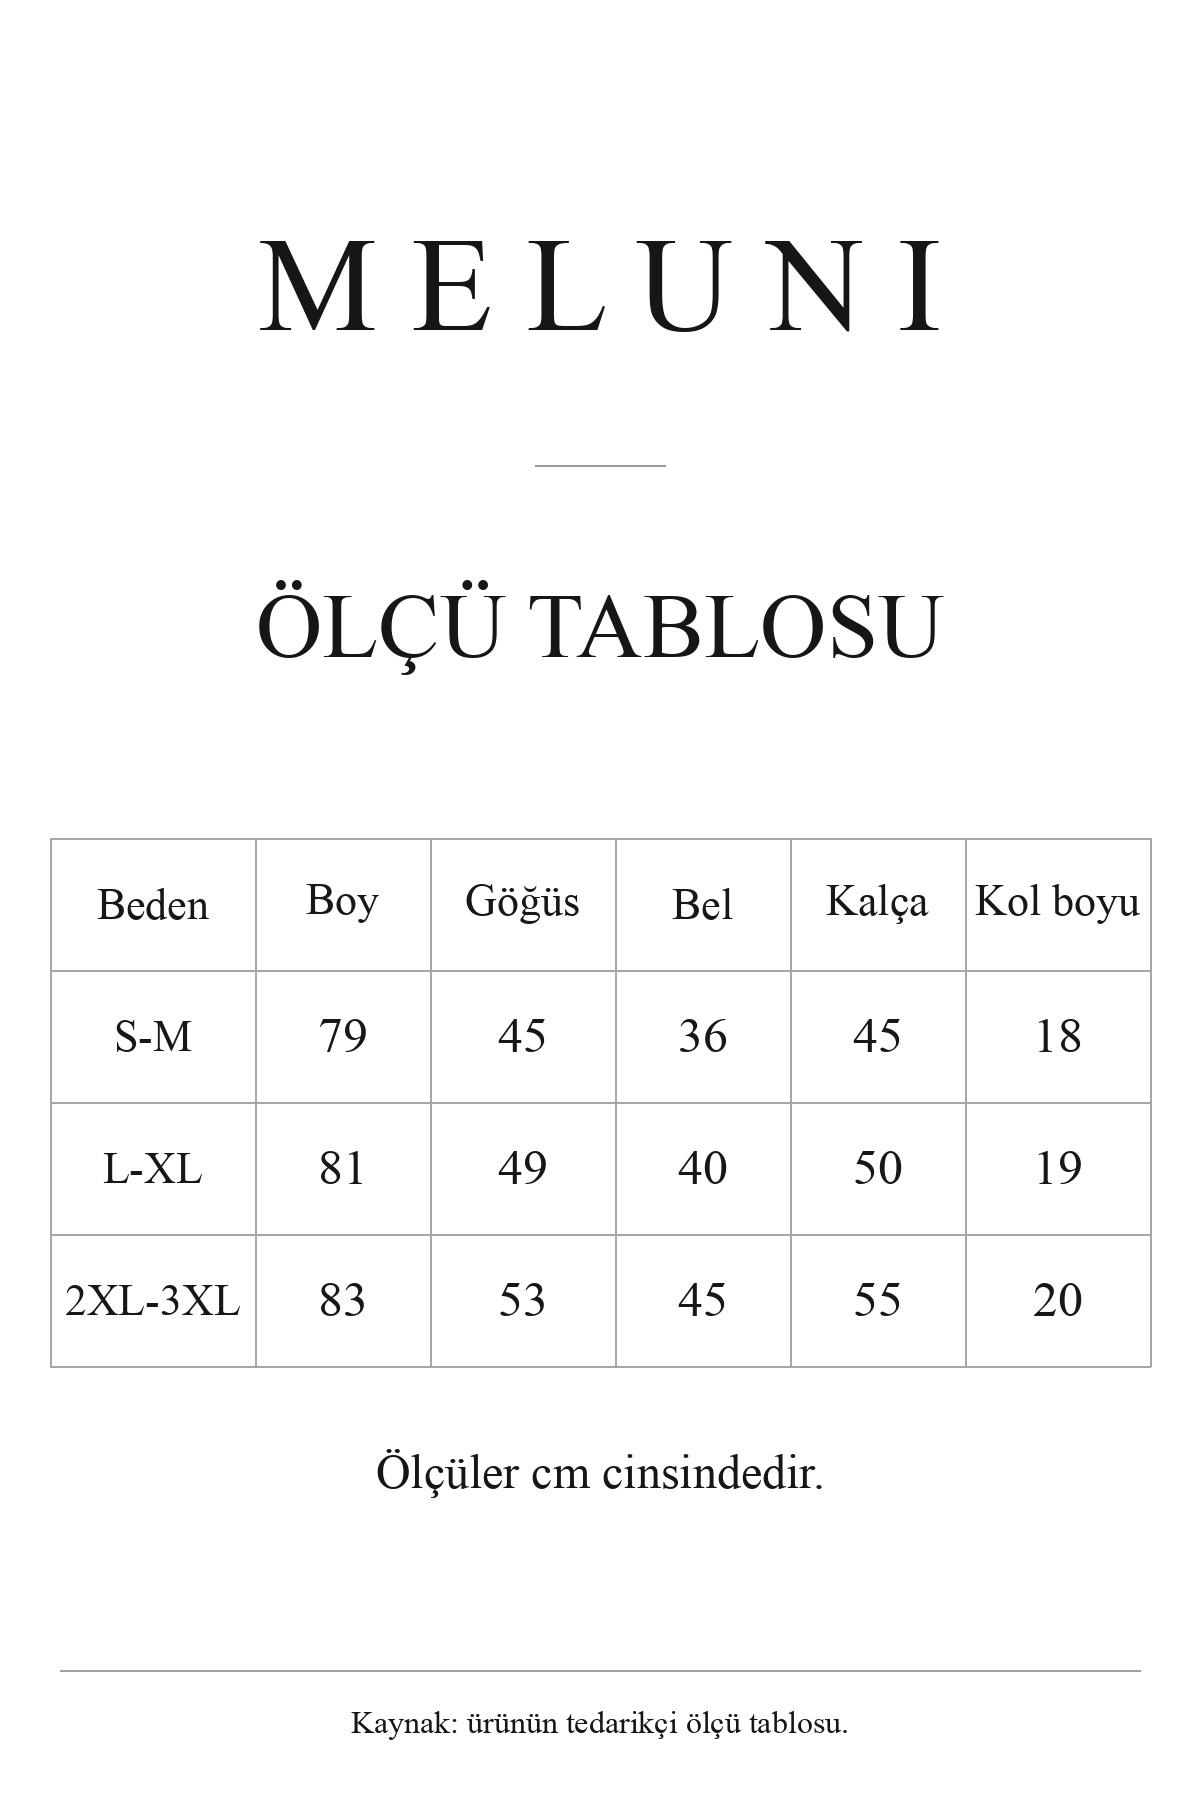 MELUNI
ÖLÇÜ TABLOSU
Beden Boy Göğüs Bel Kalça Kol boyu
S-M 79 45 36 45 18
L-XL 81 49 40 50 19
2XL-3XL 83 53 45 55 20
Ölçüler cm cinsindedir.
Kaynak: ürünün tedarikçi ölçü tablosu.